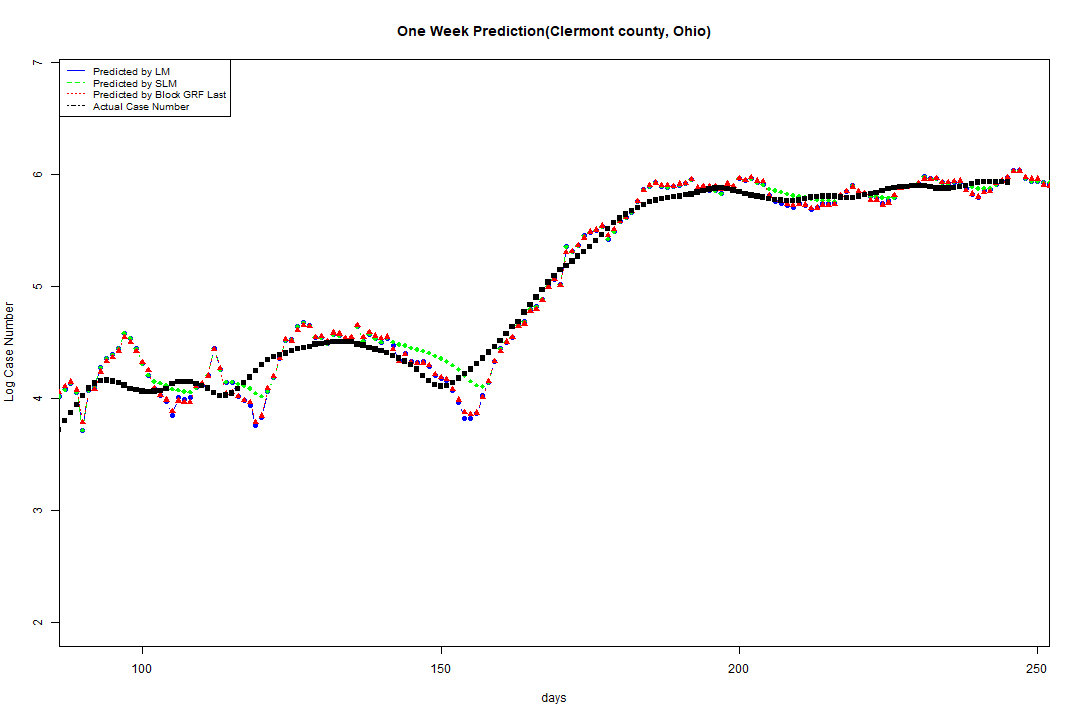 One Week Prediction(Clermont county, Ohio)
Predicted by LM
Predicted by SLM
Predicted by Block GRF Last
Actual Case Number
7
6
5
4
3
2
Log Case Number
100 150 200 250
days